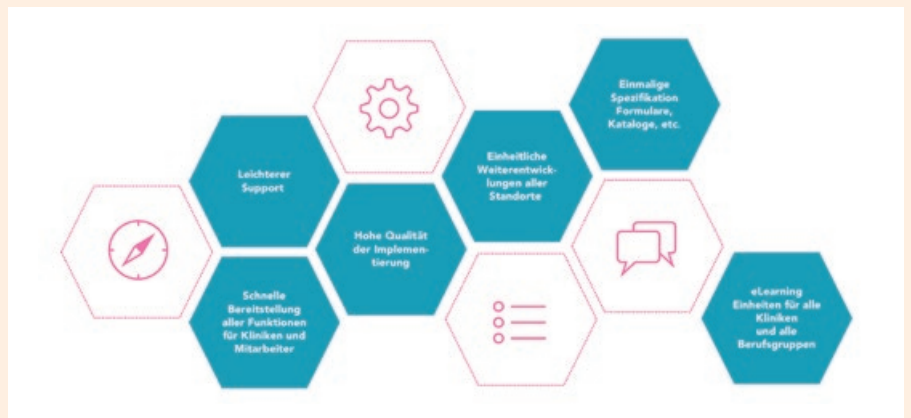 Leichterer
Support
Schnelle
Bereitstellung
aller Funktionen
für Kliniken und
Mitarbeiter
Hohe Qualität
der Implemen-
tierung
Einheitliche
Weiterentwick-
lungen aller
Standorte
Einmalige
Spezifikation
Formulare,
Kataloge, etc.
eLearning
Einheiten für alle
Kliniken
und alle
Berufsgruppen